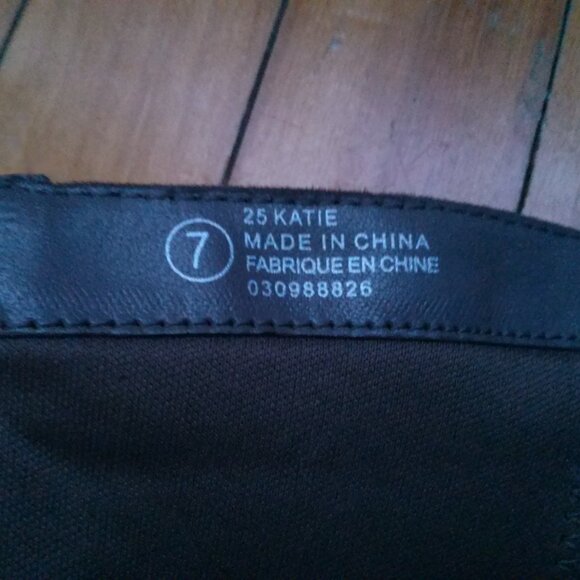 7
25 KATIE
MADE IN CHINA
FABRIQUE EN CHINE
030988826